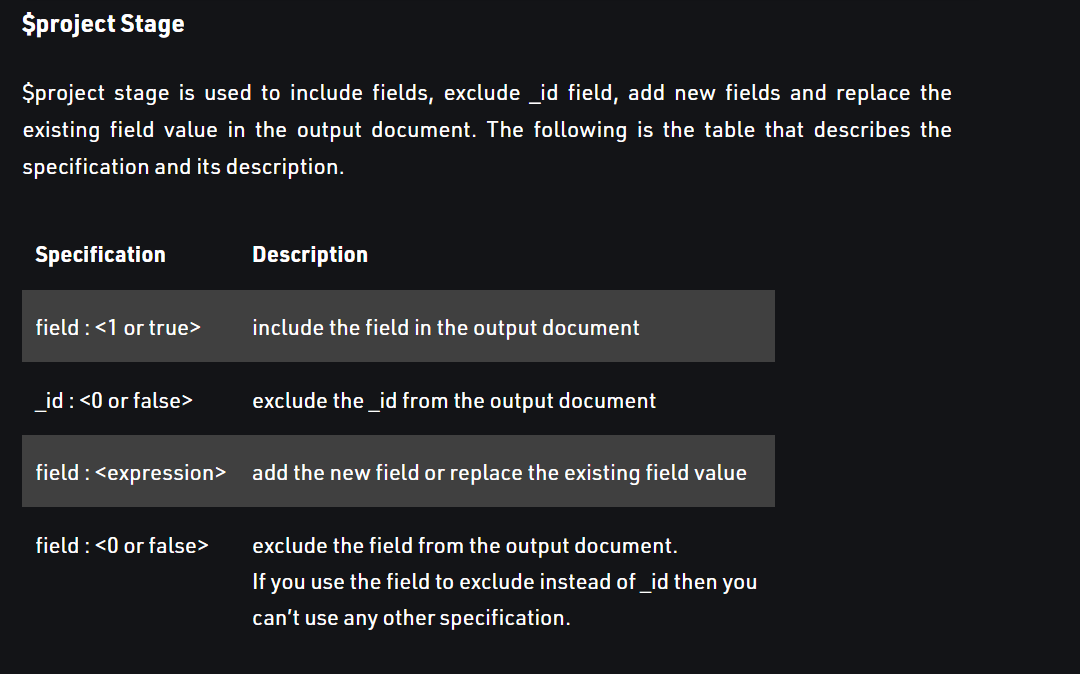 $project Stage
$project stage is used to include fields, exclude _id field, add new fields and replace the
existing field value in the output document. The following is the table that describes the
specification and its description.
Specification Description
field : <1 or true> include the field in the output document
_id : <0 or false> exclude the _id from the output document
field : <expression> add the new field or replace the existing field value
field : <0 or false> exclude the field from the output document.
If you use the field to exclude instead of _id then you
can't use any other specification.